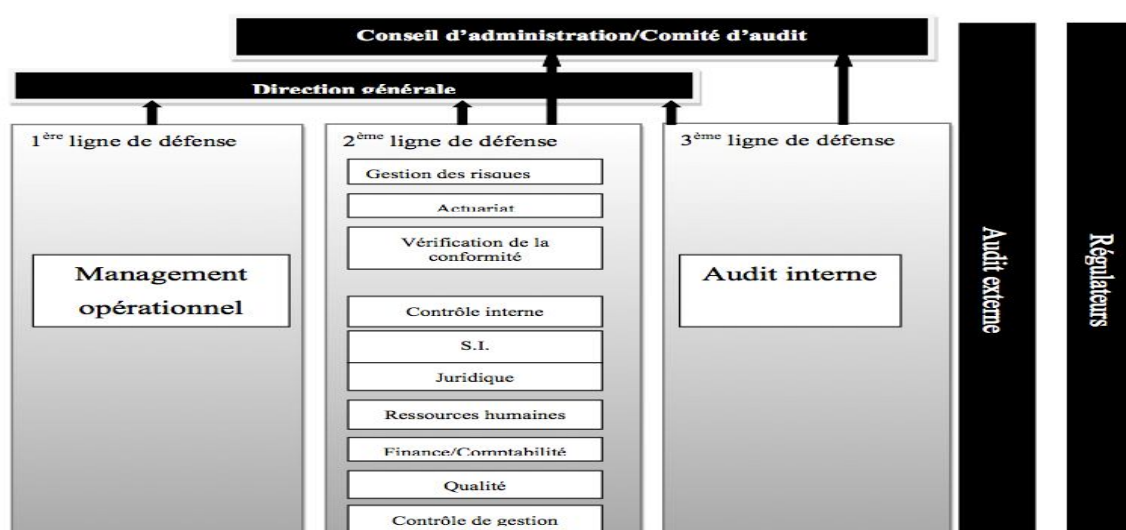 Conseil d'administration/Comité d'audit
Direction générale
1ère ligne de défense
Management
opérationnel
2ème ligne de défense
Gestion des risques
Actuariat
Vérification de la
conformité
Contrôle interne
S.I.
Juridique
Ressources humaines
Finance/Comptabilité
Qualité
Contrôle de gestion
3ème ligne de défense
Audit interne
Audit externe
Régulateurs